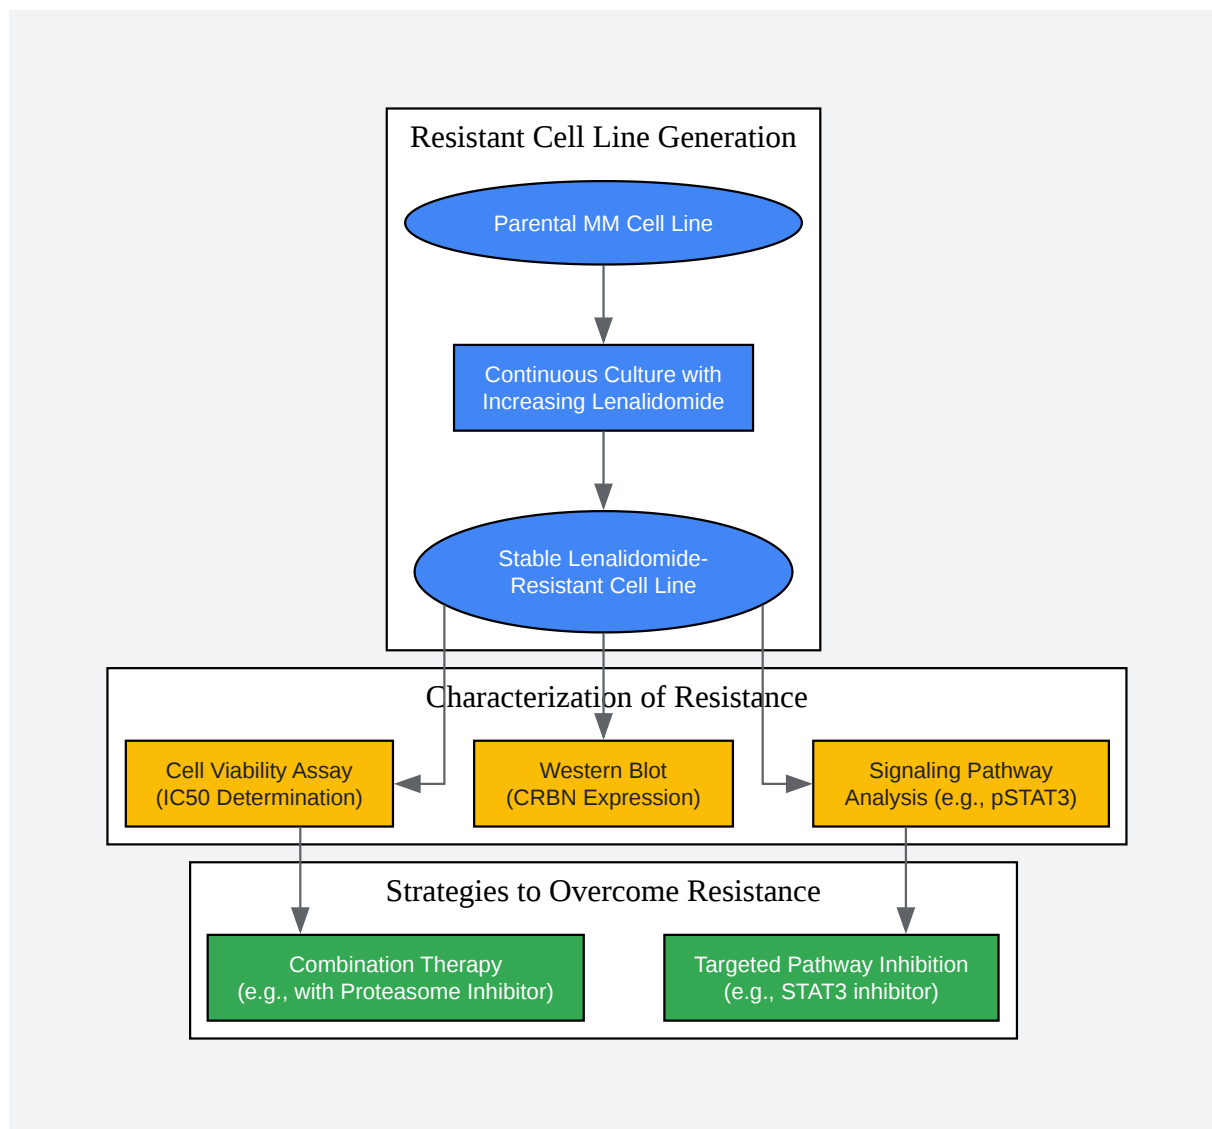 Resistant Cell Line Generation
Parental MM Cell Line
Continuous Culture with
Increasing Lenalidomide
Stable Lenalidomide-
Resistant Cell Line
Characterization of Resistance
Cell Viability Assay
(IC50 Determination)
Western Blot
(CRBN Expression)
Signaling Pathway
Analysis (e.g., pSTAT3)
Strategies to Overcome Resistance
Combination Therapy
(e.g., with Proteasome Inhibitor)
Targeted Pathway Inhibition
(e.g., STAT3 inhibitor)